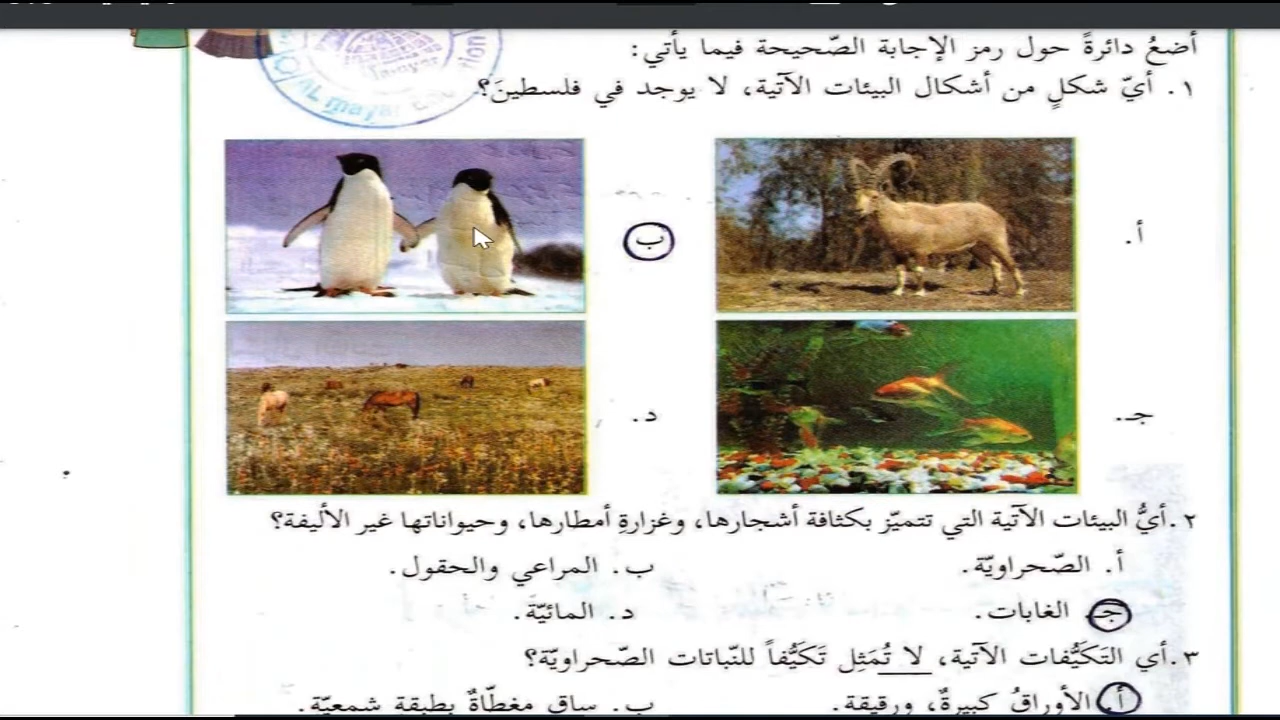 أضعُ دائرةً حول رمز الإجابة الصّحيحة فيما يأتي:
١. أيّ شكلٍ من أشكال البيئات الآتية، لا يوجد في فلسطينَ؟
أ.
ب
جـ.
د.
٢.أيُّ البيئات الآتية التي تتميّز بكثافة أشجارها، وغزارةِ أمطارها، وحيواناتها غير الأليفة؟
أ. الصّحراويّة.
ب. المراعي والحقول.
جـ الغابات.
د. المائيّة.
٣.أي التَكَيُّفات الآتية، لا تُمَثِل تَكَيُّفاً للنّباتات الصّحراويّة؟
أ. الأوراقُ كبيرةٌ، ورقيقة.
ب. ساق مغطّاةٌ بطبقة شمعيّة.